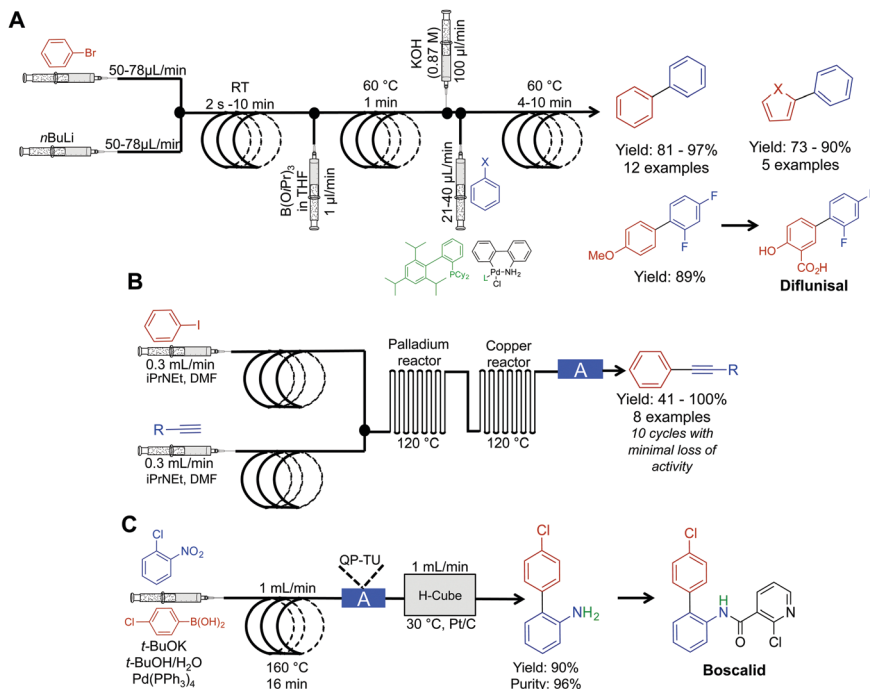 A
Br
50-78µL/min
nBuLi
50-78µL/min
RT
2 s -10 min
B(OiPr)3
in THF
1 µl/min
60 °C
1 min
KOH
(0.87 M)
100 µl/min
21-40 µL/min
X
60 °C
4-10 min
Yield: 81 - 97%
12 examples
X
Yield: 73 - 90%
5 examples
PCy2
L
Pd
NH2
Cl
MeO
F
F
Yield: 89%
HO
CO2H
F
Diflunisal
B
I
0.3 mL/min
iPrNEt, DMF
R
0.3 mL/min
iPrNEt, DMF
Palladium
reactor
120 °C
Copper
reactor
120 °C
A
R
Yield: 41 - 100%
8 examples
10 cycles with
minimal loss of
activity
C
Cl
NO2
Cl
B(OH)2
t-BuOK
t-BuOH/H2O
Pd(PPh3)4
1 mL/min
160 °C
16 min
QP-TU
A
1 mL/min
H-Cube
30 °C, Pt/C
Cl
NH2
Yield: 90%
Purity: 96%
Cl
H
N
O
N
Cl
Boscalid